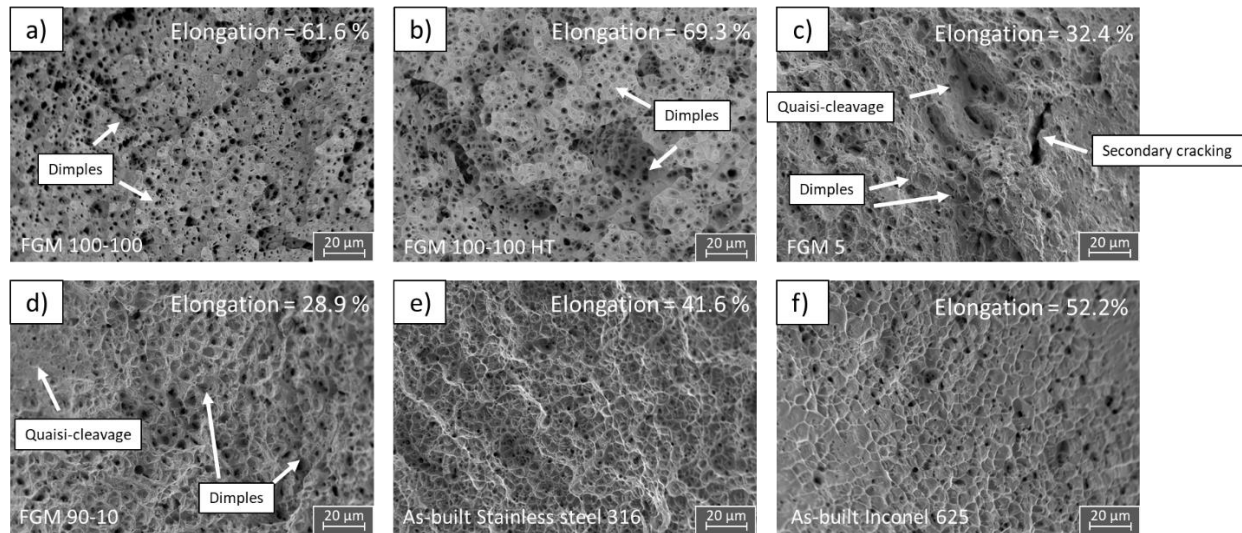 a)
Elongation = 61.6 %
Dimples
FGM 100-100
20 µm
b)
Elongation = 69.3 %
Dimples
FGM 100-100 HT
20 µm
c)
Elongation = 32.4 %
Quaisi-cleavage
Secondary cracking
Dimples
FGM 5
20 µm
d)
Elongation = 28.9 %
Quaisi-cleavage
Dimples
FGM 90-10
20 µm
e)
Elongation = 41.6 %
As-built Stainless steel 316
20 µm
f)
Elongation = 52.2%
As-built Inconel 625
20 µm